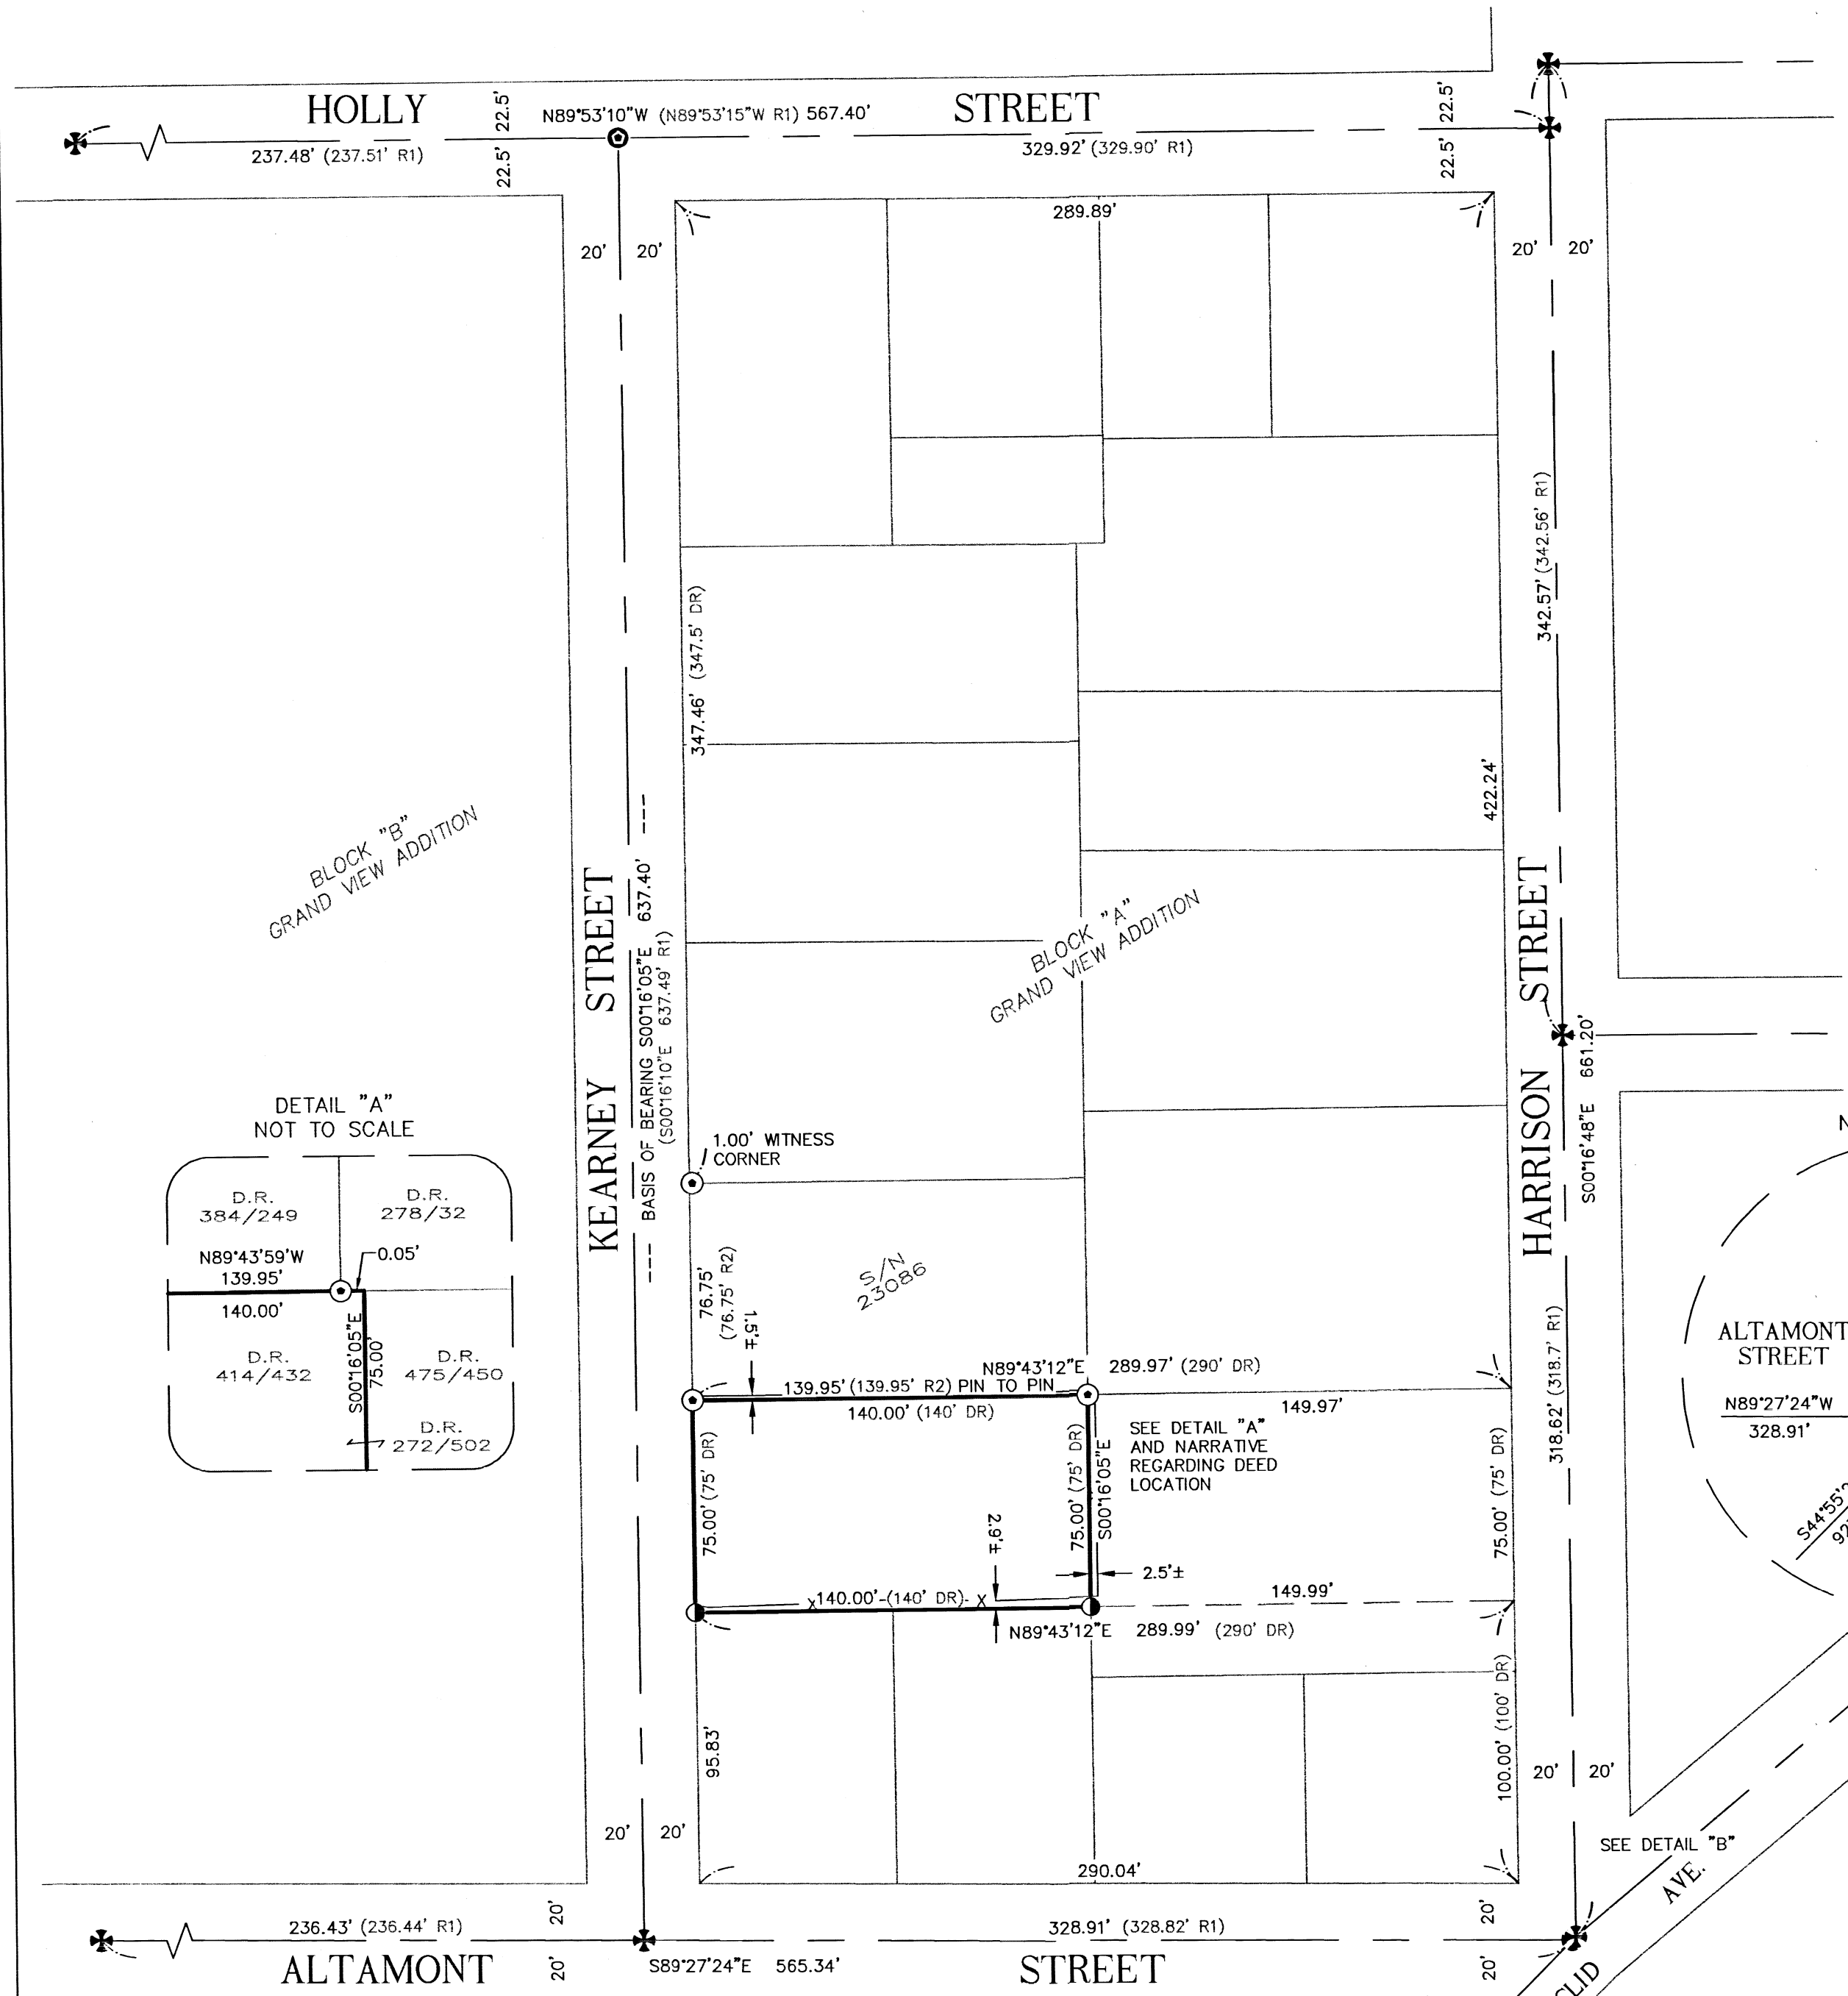 HOLLY STREET
22.5'
N89°53'10"W (N89°53'15"W R1) 567.40'
22.5'
237.48' (237.51' R1)
22.5'
329.92' (329.90' R1)
22.5'
289.89'
20' 20'
20' 20'
342.57' (342.56' R1)
347.46' (347.5' DR)
422.24'
BLOCK "B"
GRAND VIEW ADDITION
BLOCK "A"
GRAND VIEW ADDITION
KEARNEY STREET
--- BASIS OF BEARING S00°16'05"E 637.40' ---
(S00°16'10"E 637.49' R1)
HARRISON STREET
S00°16'48"E 661.20'
DETAIL "A"
NOT TO SCALE
D.R.
384/249
D.R.
278/32
N89°43'59'W
0.05'
139.95'
140.00'
S00°16'05"E
75.00'
D.R.
414/432
D.R.
475/450
D.R.
272/502
1.00' WITNESS
CORNER
76.75'
(76.75' R2)
1.5'±
S/N
23086
N89°43'12"E 289.97' (290' DR)
139.95' (139.95' R2) PIN TO PIN
140.00' (140' DR)
149.97'
SEE DETAIL "A"
AND NARRATIVE
REGARDING DEED
LOCATION
75.00' (75' DR)
75.00' (75' DR)
S00°16'05"E
75.00' (75' DR)
318.62' (318.7' R1)
2.9'±
2.5'±
X 140.00' (140' DR) X
149.99'
N89°43'12"E 289.99' (290' DR)
95.83'
100.00' (100' DR)
N
ALTAMONT
STREET
N89°27'24"W
328.91'
S44°55'
20' 20'
20' 20'
SEE DETAIL "B"
AVE.
290.04'
236.43' (236.44' R1)
20'
328.91' (328.82' R1)
20'
ALTAMONT STREET
20'
S89°27'24"E 565.34'
20'
CLID